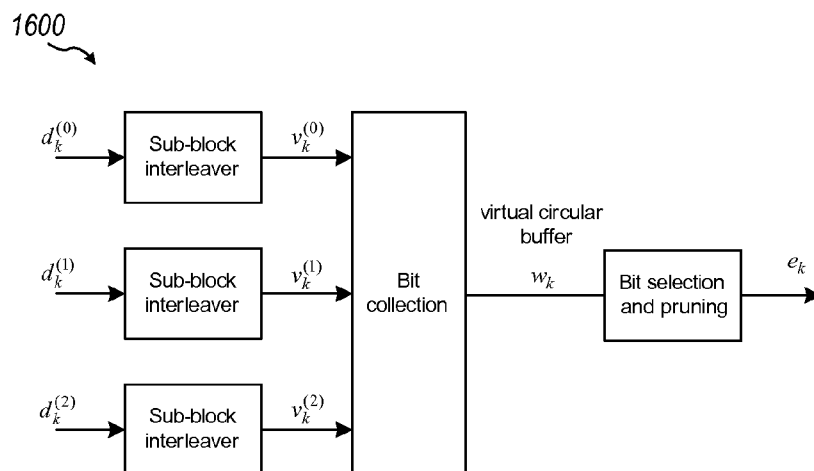 1600
d_k^(0)
Sub-block
interleaver
v_k^(0)
d_k^(1)
Sub-block
interleaver
v_k^(1)
d_k^(2)
Sub-block
interleaver
v_k^(2)
Bit
collection
virtual circular
buffer
w_k
Bit selection
and pruning
e_k